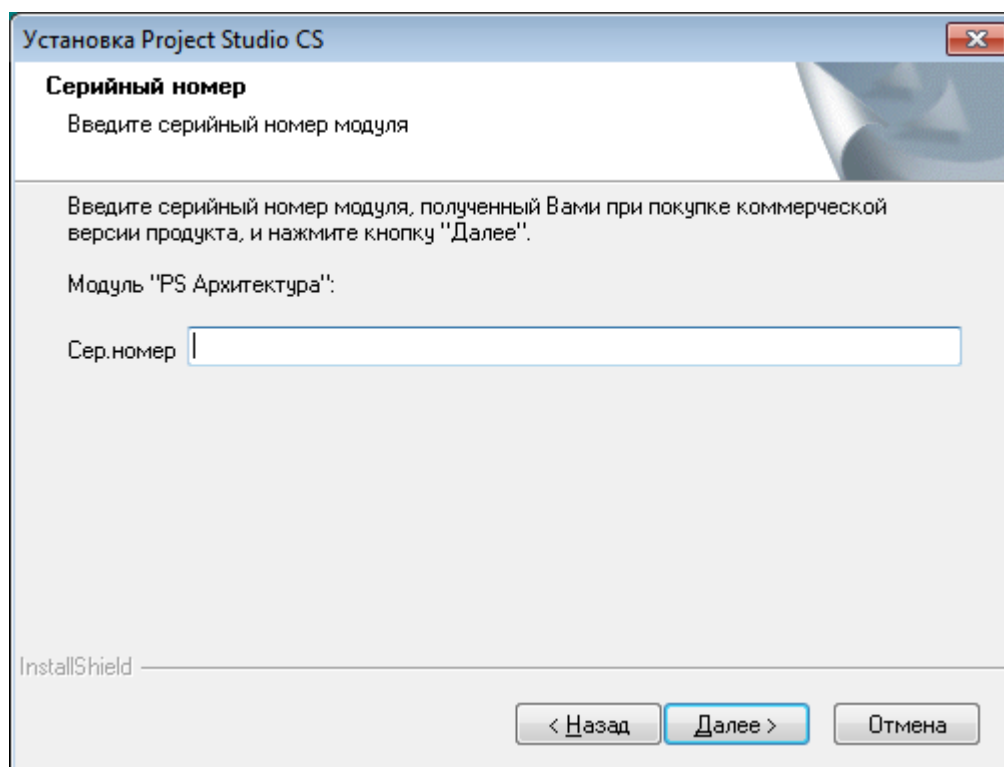 Установка Project Studio CS
Серийный номер
Введите серийный номер модуля
Введите серийный номер модуля, полученный Вами при покупке коммерческой
версии продукта, и нажмите кнопку "Далее".
Модуль "PS Архитектура":
Сер.номер
InstallShield
< Назад Далее > Отмена